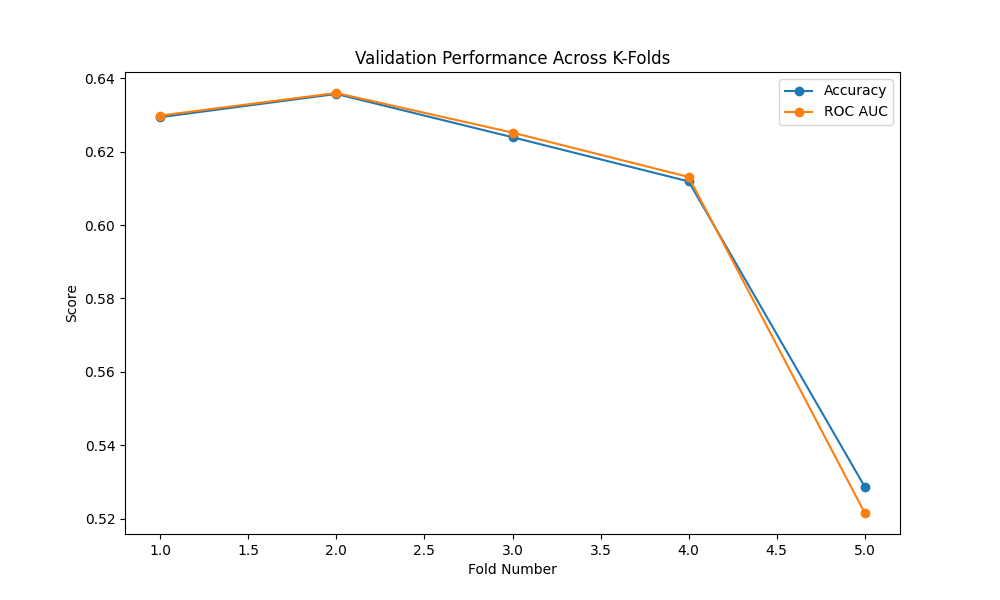 Validation Performance Across K-Folds
Accuracy
ROC AUC
Score
0.64
0.62
0.60
0.58
0.56
0.54
0.52
1.0 1.5 2.0 2.5 3.0 3.5 4.0 4.5 5.0
Fold Number